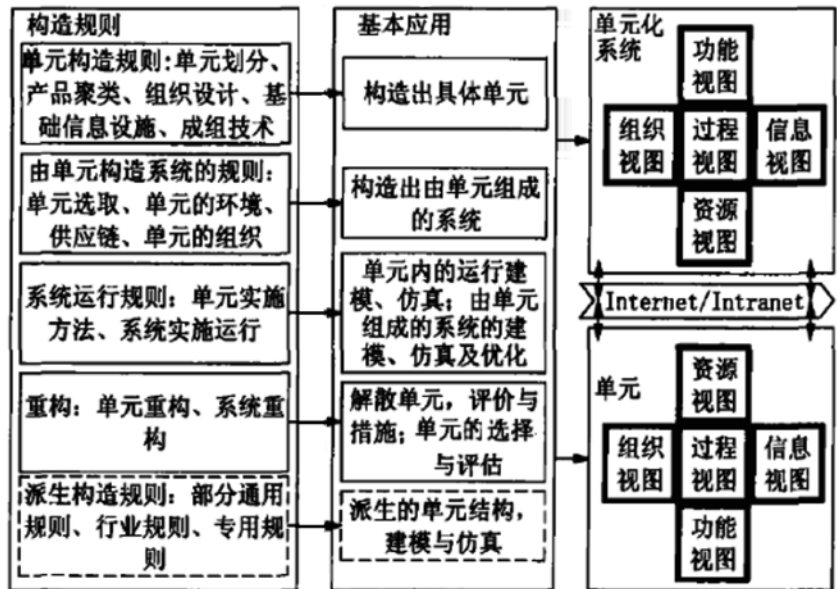 构造规则
单元构造规则:单元划分、
产品聚类、组织设计、基
础信息设施、成组技术
由单元构造系统的规则:
单元选取、单元的环境、
供应链、单元的组织
系统运行规则:单元实施
方法、系统实施运行
重构:单元重构、系统重
构
派生构造规则:部分通用
规则、行业规则、专用规
则
基本应用
构造出具体单元
构造出由单元组成
的系统
单元内的运行建
模、仿真;由单元
组成的系统的建
模、仿真及优化
解散单元,评价与
措施;单元的选择
与评估
派生的单元结构,
建模与仿真
单元化
系统
功能
视图
组织
视图
过程
视图
信息
视图
资源
视图
Internet/Intranet
单元
资源
视图
组织
视图
过程
视图
信息
视图
功能
视图